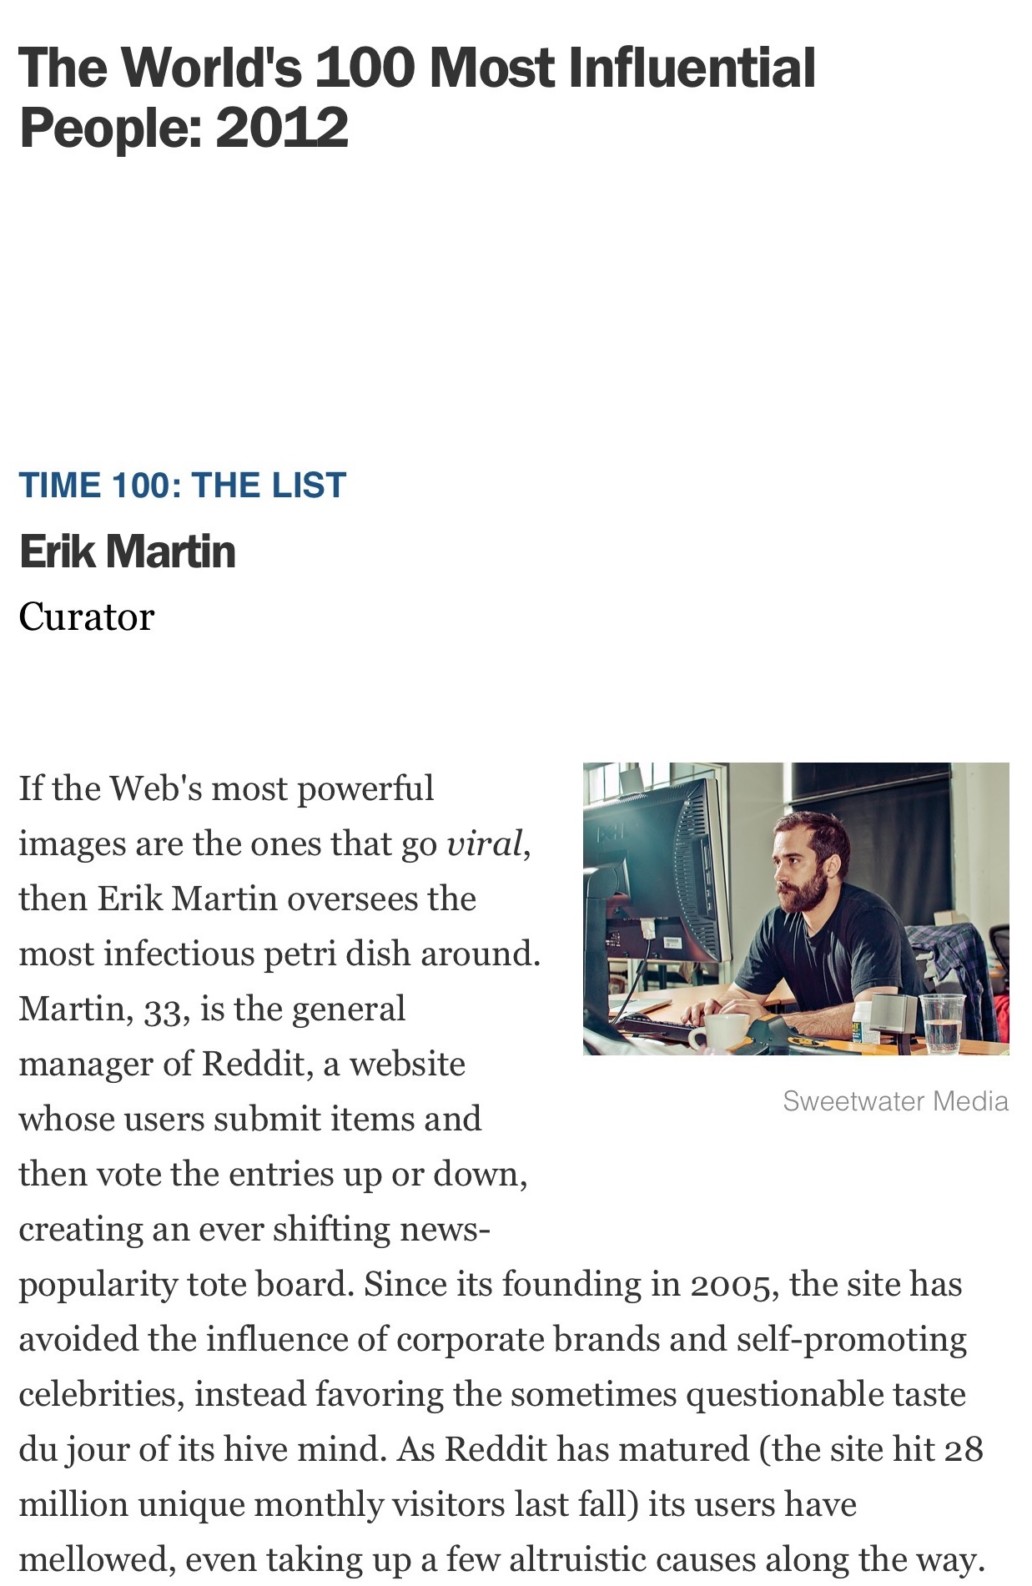 The World's 100 Most Influential
People: 2012
TIME 100: THE LIST
Erik Martin
Curator
If the Web's most powerful
images are the ones that go viral,
then Erik Martin oversees the
most infectious petri dish around.
Martin, 33, is the general
manager of Reddit, a website
whose users submit items and
then vote the entries up or down,
creating an ever shifting news-
popularity tote board. Since its founding in 2005, the site has
avoided the influence of corporate brands and self-promoting
celebrities, instead favoring the sometimes questionable taste
du jour of its hive mind. As Reddit has matured (the site hit 28
million unique monthly visitors last fall) its users have
mellowed, even taking up a few altruistic causes along the way.
Sweetwater Media